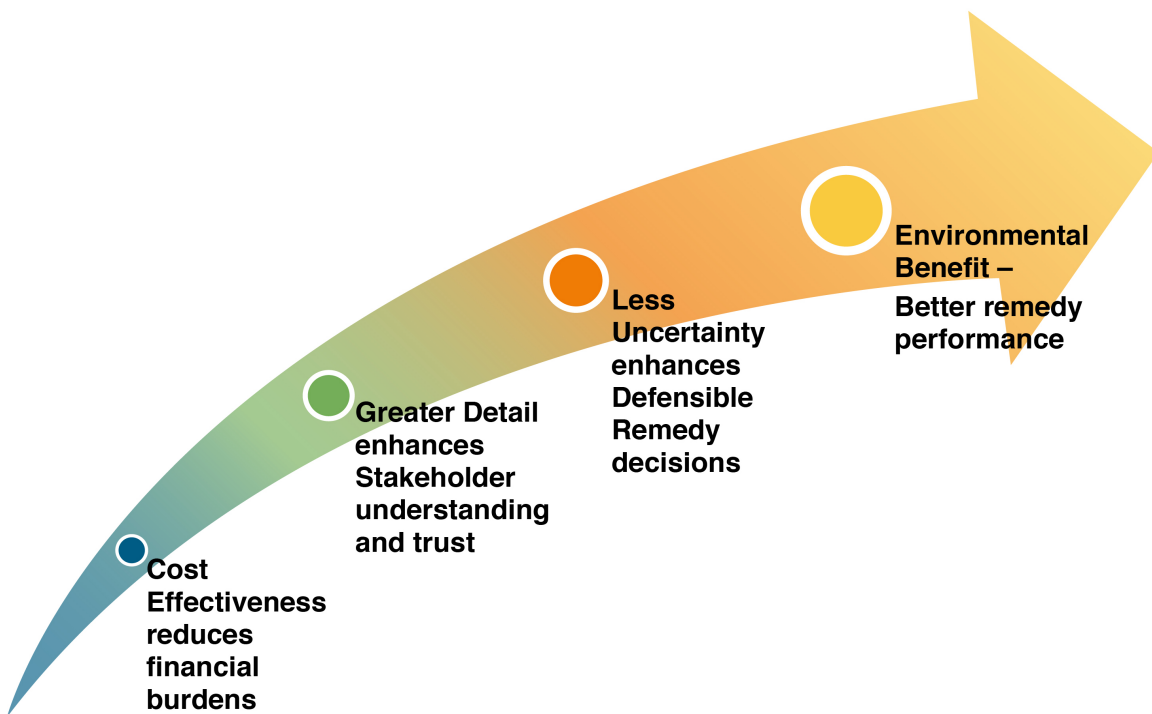 Cost
Effectiveness
reduces
financial
burdens
Greater Detail
enhances
Stakeholder
understanding
and trust
Less
Uncertainty
enhances
Defensible
Remedy
decisions
Environmental
Benefit –
Better remedy
performance